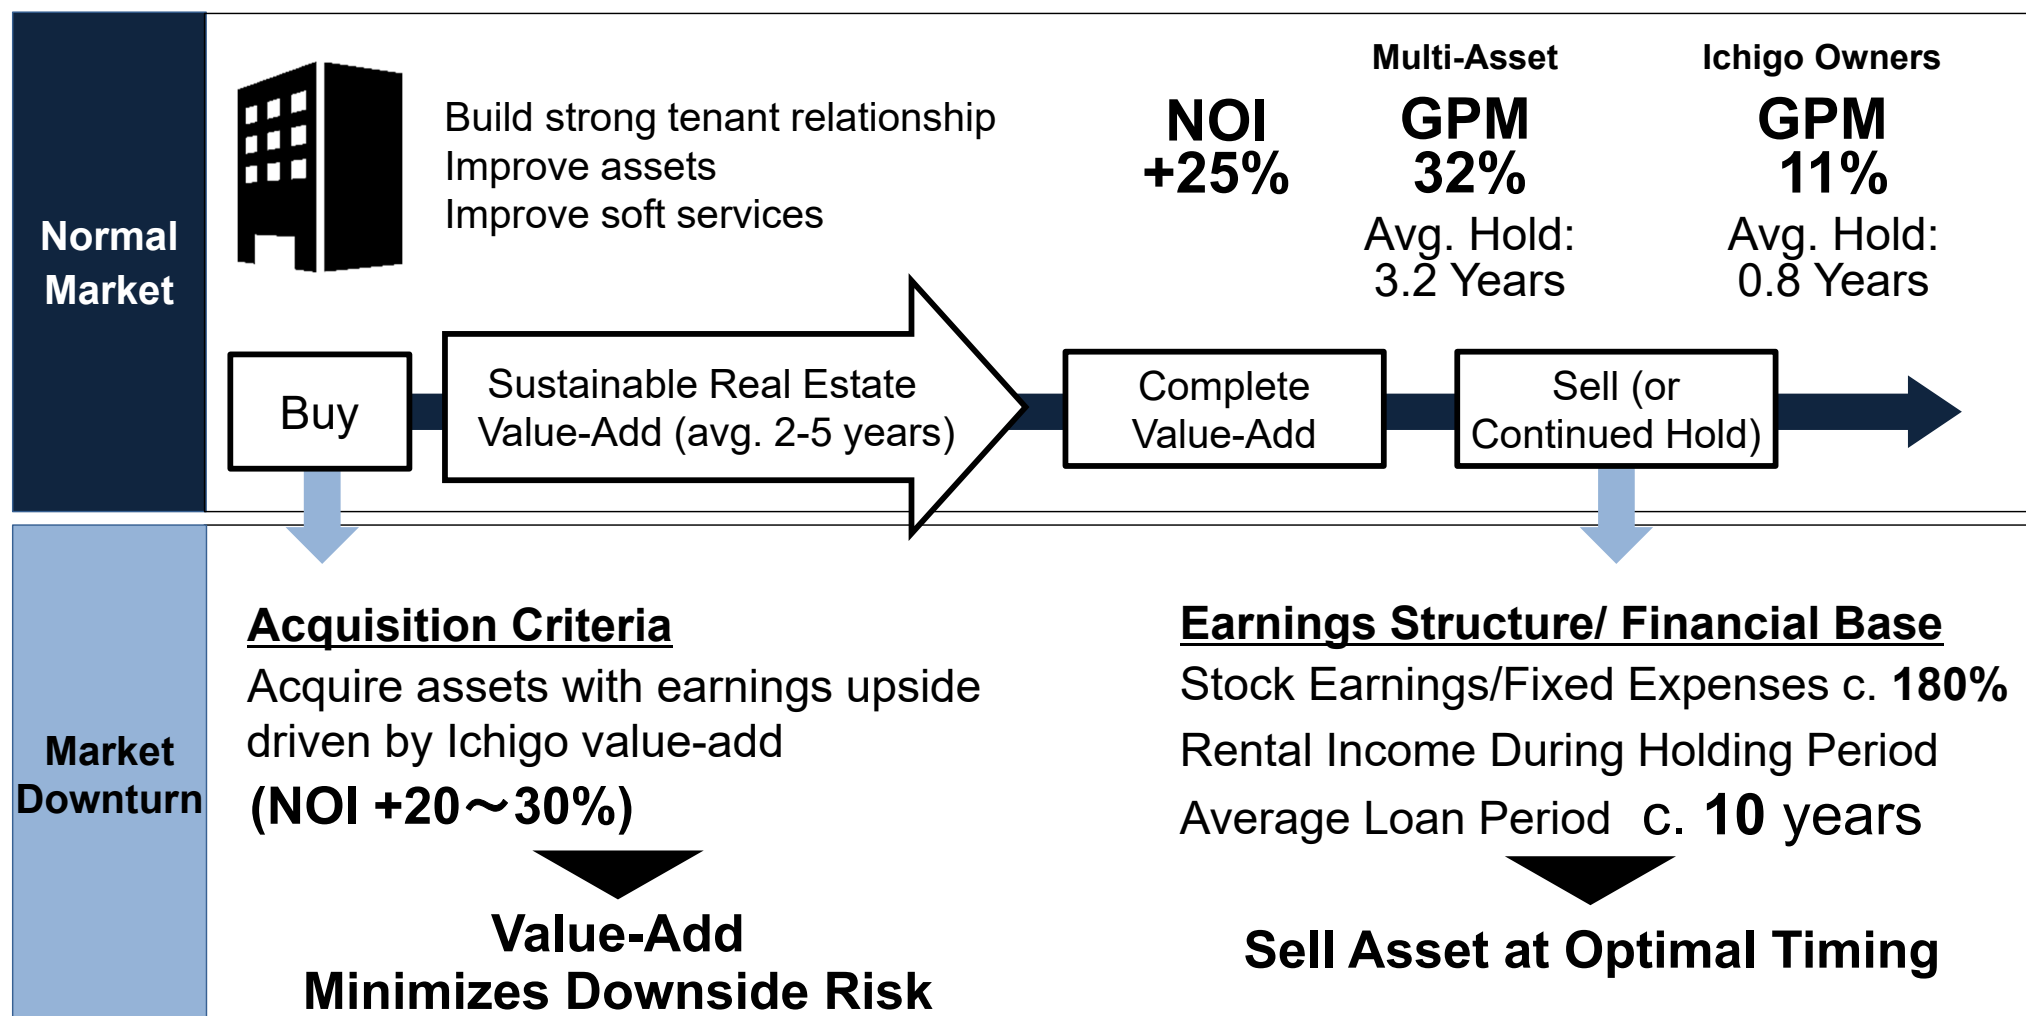 Normal
Market
Build strong tenant relationship
Improve assets
Improve soft services
NOI
+25%
Multi-Asset
GPM
32%
Avg. Hold:
3.2 Years
Ichigo Owners
GPM
11%
Avg. Hold:
0.8 Years
Buy
Sustainable Real Estate
Value-Add (avg. 2-5 years)
Complete
Value-Add
Sell (or
Continued Hold)
Market
Downturn
Acquisition Criteria
Acquire assets with earnings upside
driven by Ichigo value-add
(NOI +20～30%)
Value-Add
Minimizes Downside Risk
Earnings Structure/ Financial Base
Stock Earnings/Fixed Expenses c. 180%
Rental Income During Holding Period
Average Loan Period c. 10 years
Sell Asset at Optimal Timing